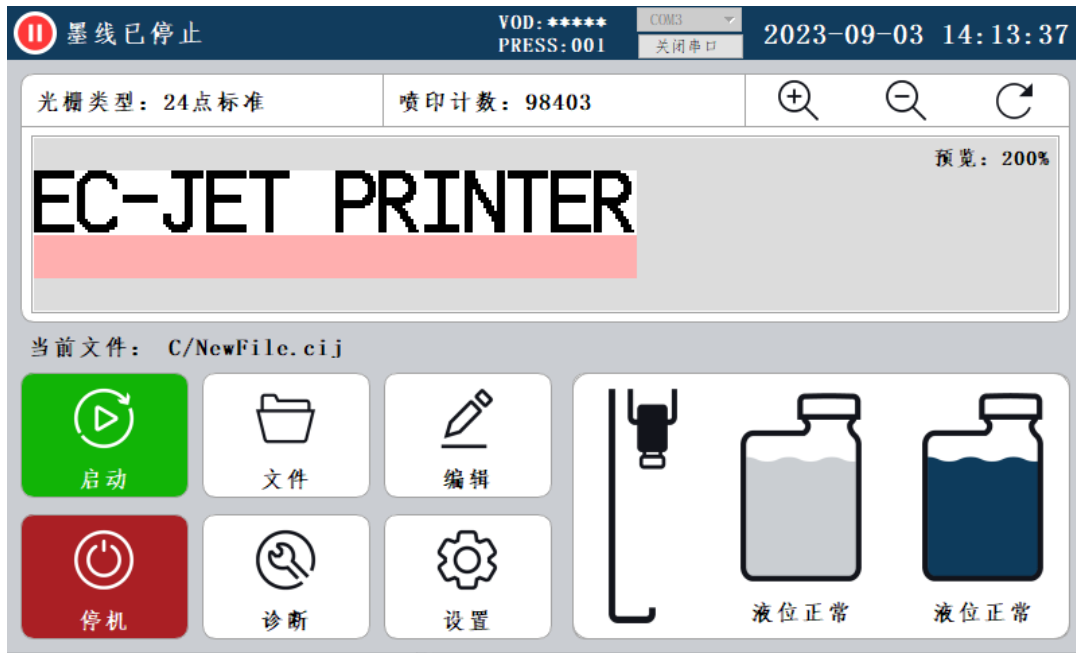 墨线已停止
VOD:*****
PRESS:001
COM3
关闭串口
2023-09-03 14:13:37
光栅类型: 24点标准
喷印计数: 98403
预览: 200%
EC-JET PRINTER
当前文件: C/NewFile.cij
启动
文件
编辑
停机
诊断
设置
液位正常
液位正常